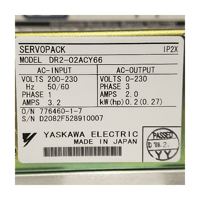 SERVOPACK IP2X
MODEL DR2-02ACY66
AC-INPUT AC-OUTPUT
VOLTS 200-230 VOLTS 0-230
Hz 50/60 PHASE 3
PHASE 1 AMPS 2.0
AMPS 3.2 kW(hp) 0.2 (0.27)
O/N 776460-1-7
S/N D2082F528910007
YASKAWA ELECTRIC
MADE IN JAPAN
PASSED
YY